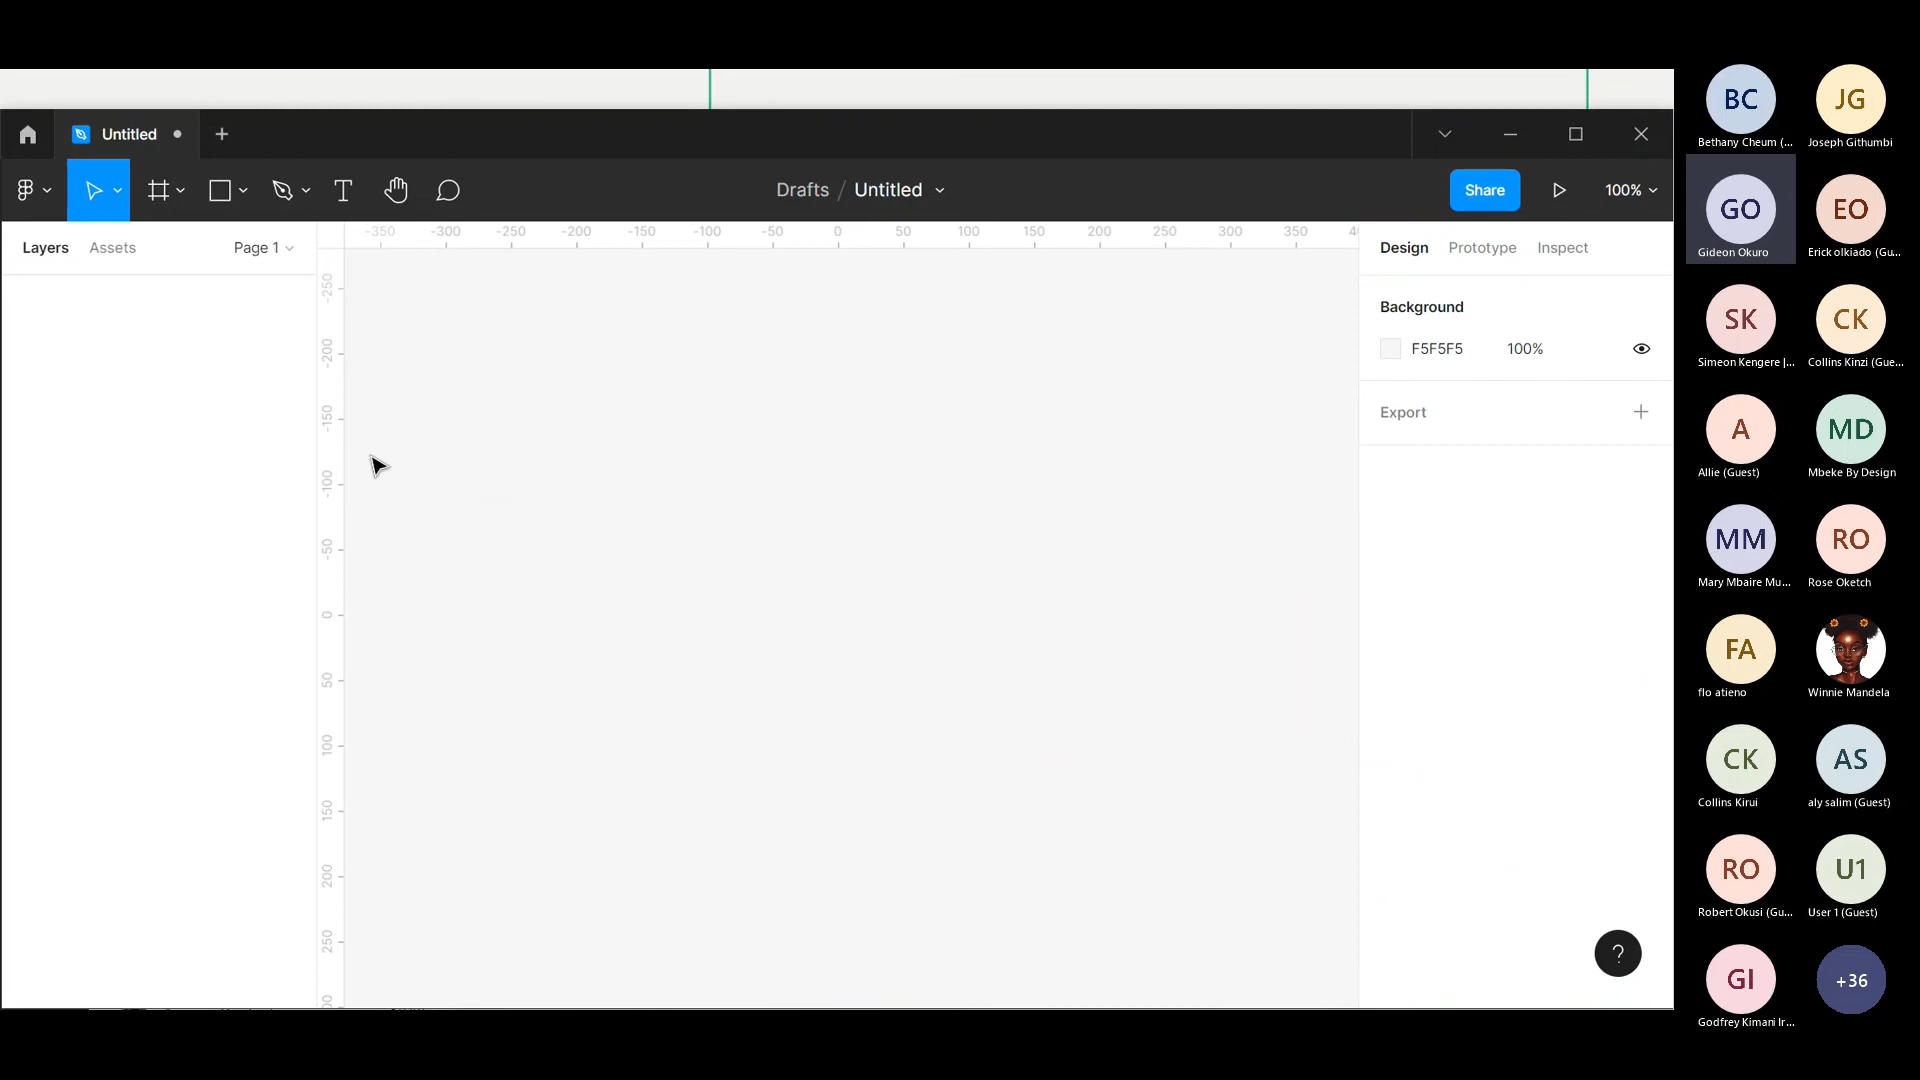 Untitled
Drafts / Untitled
Share
100%
Layers Assets Page 1
-350 -300 -250 -200 -150 -100 -50 0 50 100 150 200 250 300 350
-250
-200
-150
-100
-50
0
50
100
150
200
250
Design Prototype Inspect
Background
F5F5F5 100%
Export
?
BC
Bethany Cheum (...
JG
Joseph Githumbi
GO
Gideon Okuro
EO
Erick olkiado (Gu...
SK
Simeon Kengere |...
CK
Collins Kinzi (Gue...
A
Allie (Guest)
MD
Mbeke By Design
MM
Mary Mbaire Mu...
RO
Rose Oketch
FA
flo atieno
Winnie Mandela
CK
Collins Kirui
AS
aly salim (Guest)
RO
Robert Okusi (Gu...
U1
User 1 (Guest)
GI
Godfrey Kimani Ir...
+36